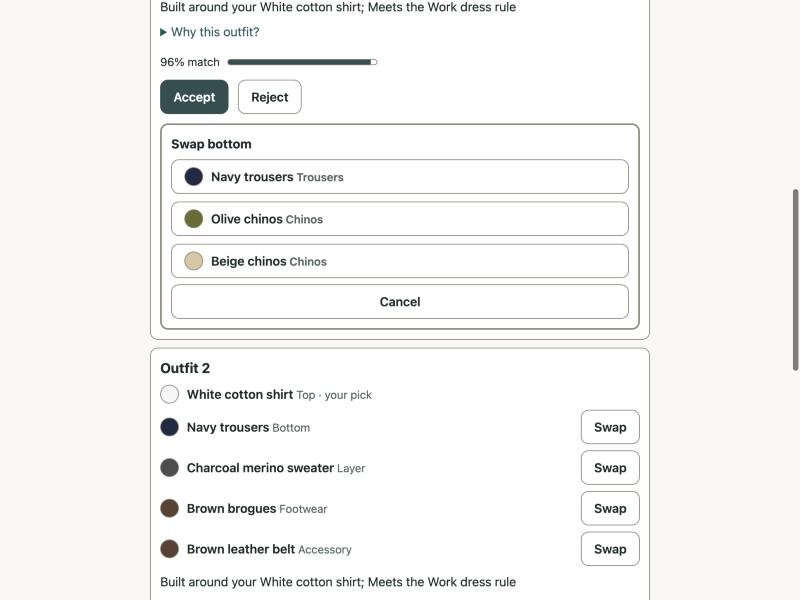 Built around your White cotton shirt; Meets the Work dress rule
▶ Why this outfit?
96% match
Accept Reject
Swap bottom
Navy trousers Trousers
Olive chinos Chinos
Beige chinos Chinos
Cancel
Outfit 2
White cotton shirt Top · your pick
Navy trousers Bottom Swap
Charcoal merino sweater Layer Swap
Brown brogues Footwear Swap
Brown leather belt Accessory Swap
Built around your White cotton shirt; Meets the Work dress rule